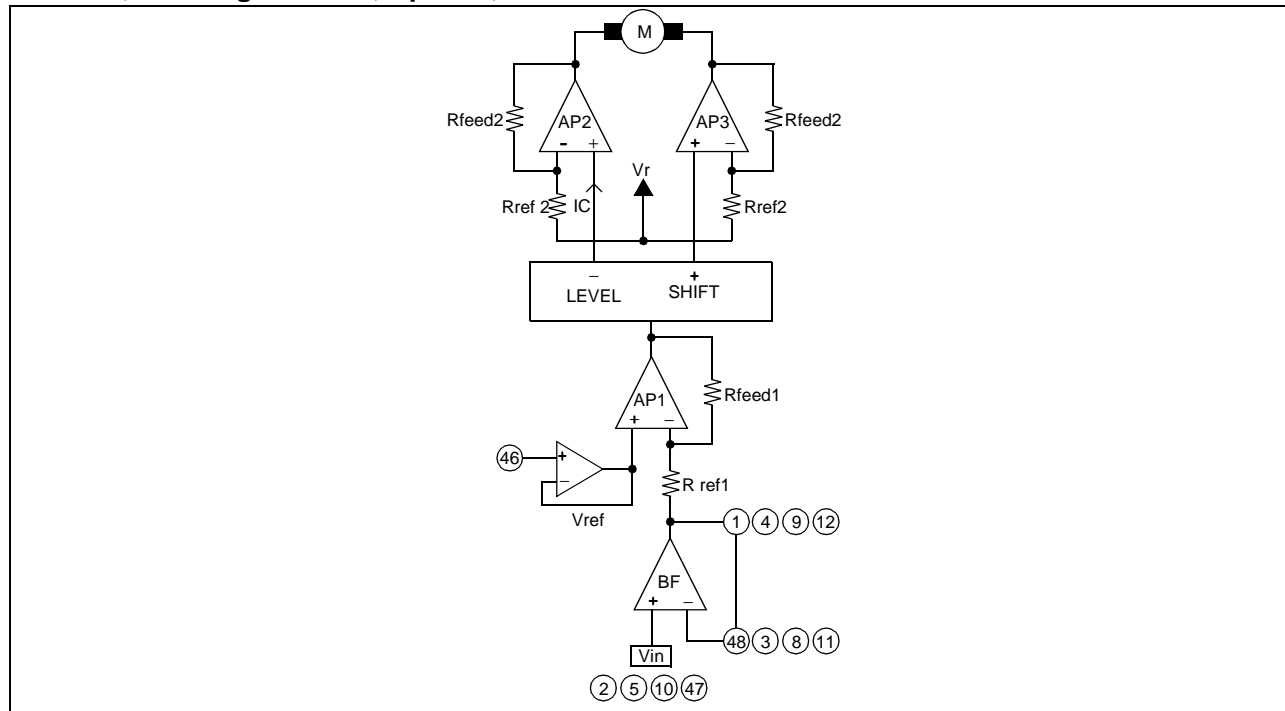 M
Rfeed2 AP2 AP3 Rfeed2
- + + −
Vr
Rref 2 IC Rref2
− +
LEVEL SHIFT
AP1 Rfeed1
+ −
46 + −
R ref1
Vref
1 4 9 12
BF
+ −
48 3 8 11
Vin
2 5 10 47